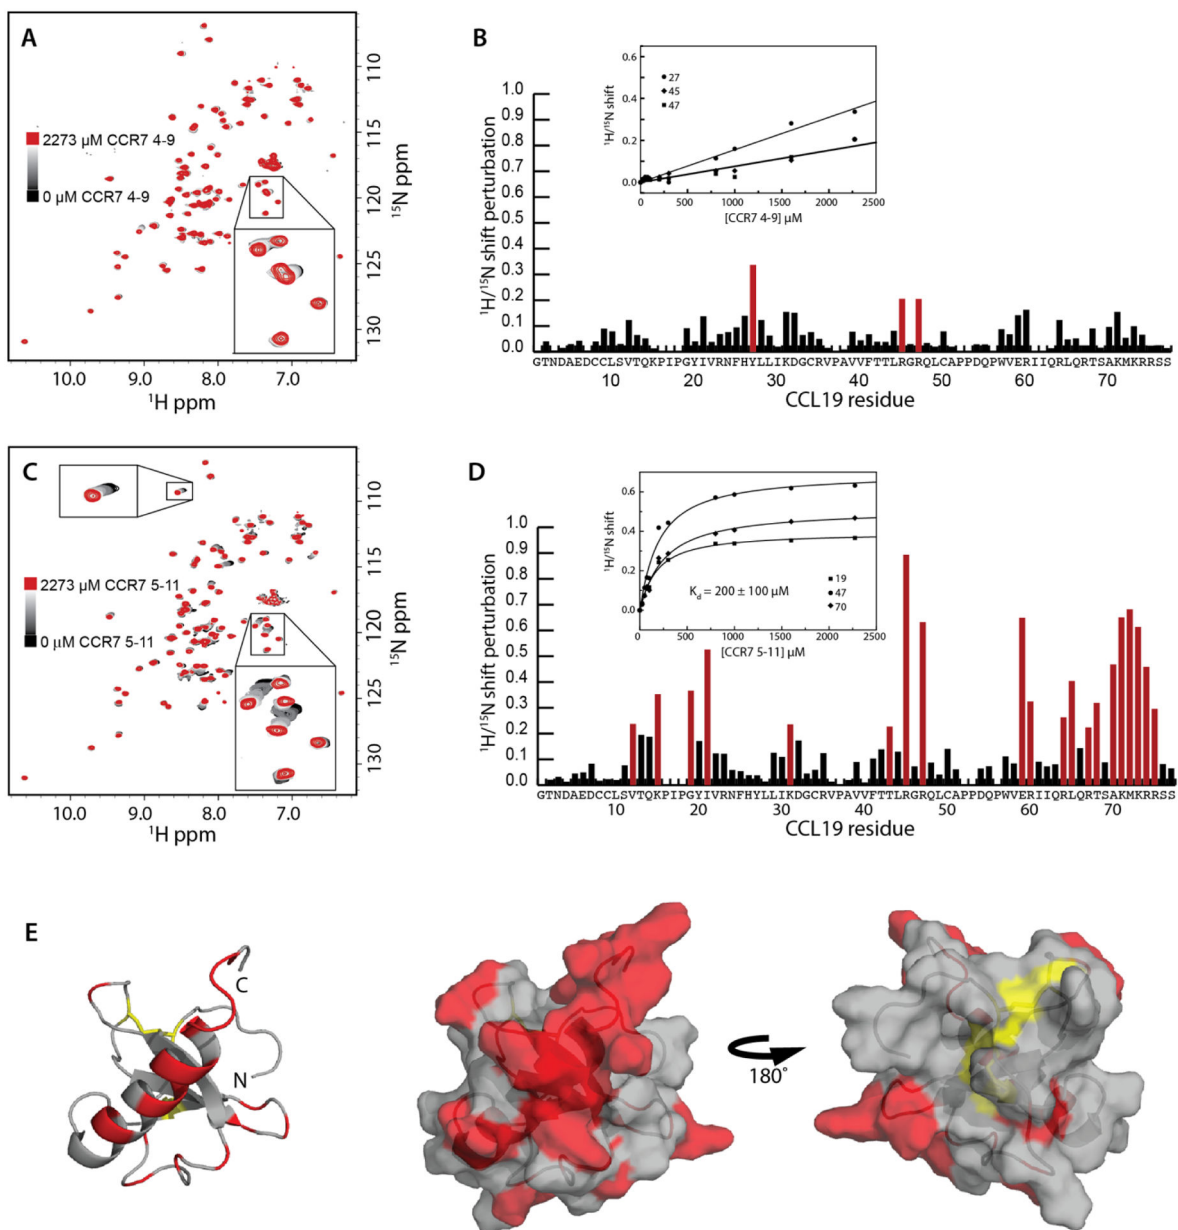 A
110
115
120
125
130
¹⁵N ppm
2273 µM CCR7 4-9
0 µM CCR7 4-9
10.0 9.0 8.0 7.0
¹H ppm
B
¹H/¹⁵N shift perturbation
1.0
0.9
0.8
0.7
0.6
0.5
0.4
0.3
0.2
0.1
0.0
¹H/¹⁵N shift
0.6
0.4
0.2
0.0
27
45
47
0 500 1000 1500 2000 2500
[CCR7 4-9] µM
GTNDAEDCCLSVTQKPIPGYIVRNFHYLLIKDGCRVPAVVFTTLRGRQLCAPPDQPWVERIIQRLQRTSAKMKRRSS
10 20 30 40 50 60 70
CCL19 residue
C
110
115
120
125
130
¹⁵N ppm
2273 µM CCR7 5-11
0 µM CCR7 5-11
10.0 9.0 8.0 7.0
¹H ppm
D
¹H/¹⁵N shift perturbation
1.0
0.9
0.8
0.7
0.6
0.5
0.4
0.3
0.2
0.1
0.0
¹H/¹⁵N shift
0.6
0.4
0.2
0.0
19
47
70
K_d = 200 ± 100 µM
0 500 1000 1500 2000 2500
[CCR7 5-11] µM
GTNDAEDCCLSVTQKPIPGYIVRNFHYLLIKDGCRVPAVVFTTLRGRQLCAPPDQPWVERIIQRLQRTSAKMKRRSS
10 20 30 40 50 60 70
CCL19 residue
E
C
N
180°